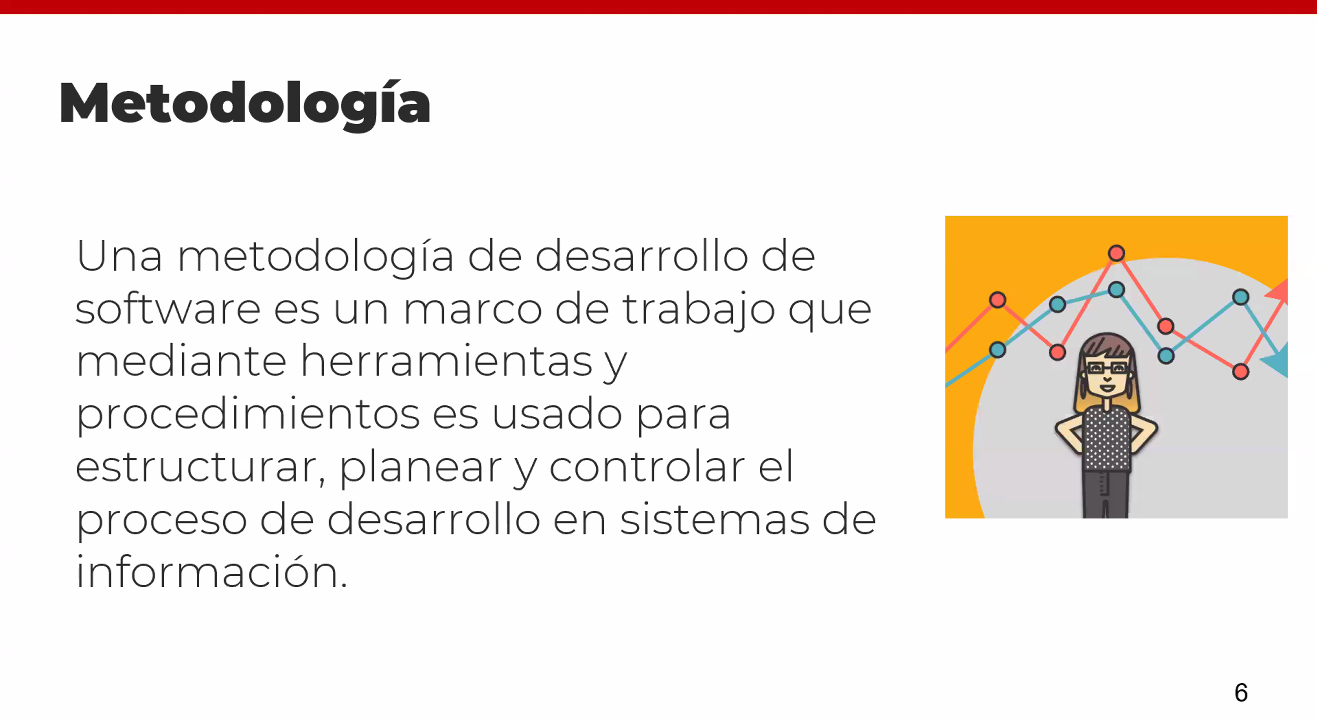 Metodología
Una metodología de desarrollo de
software es un marco de trabajo que
mediante herramientas y
procedimientos es usado para
estructurar, planear y controlar el
proceso de desarrollo en sistemas de
información.
6